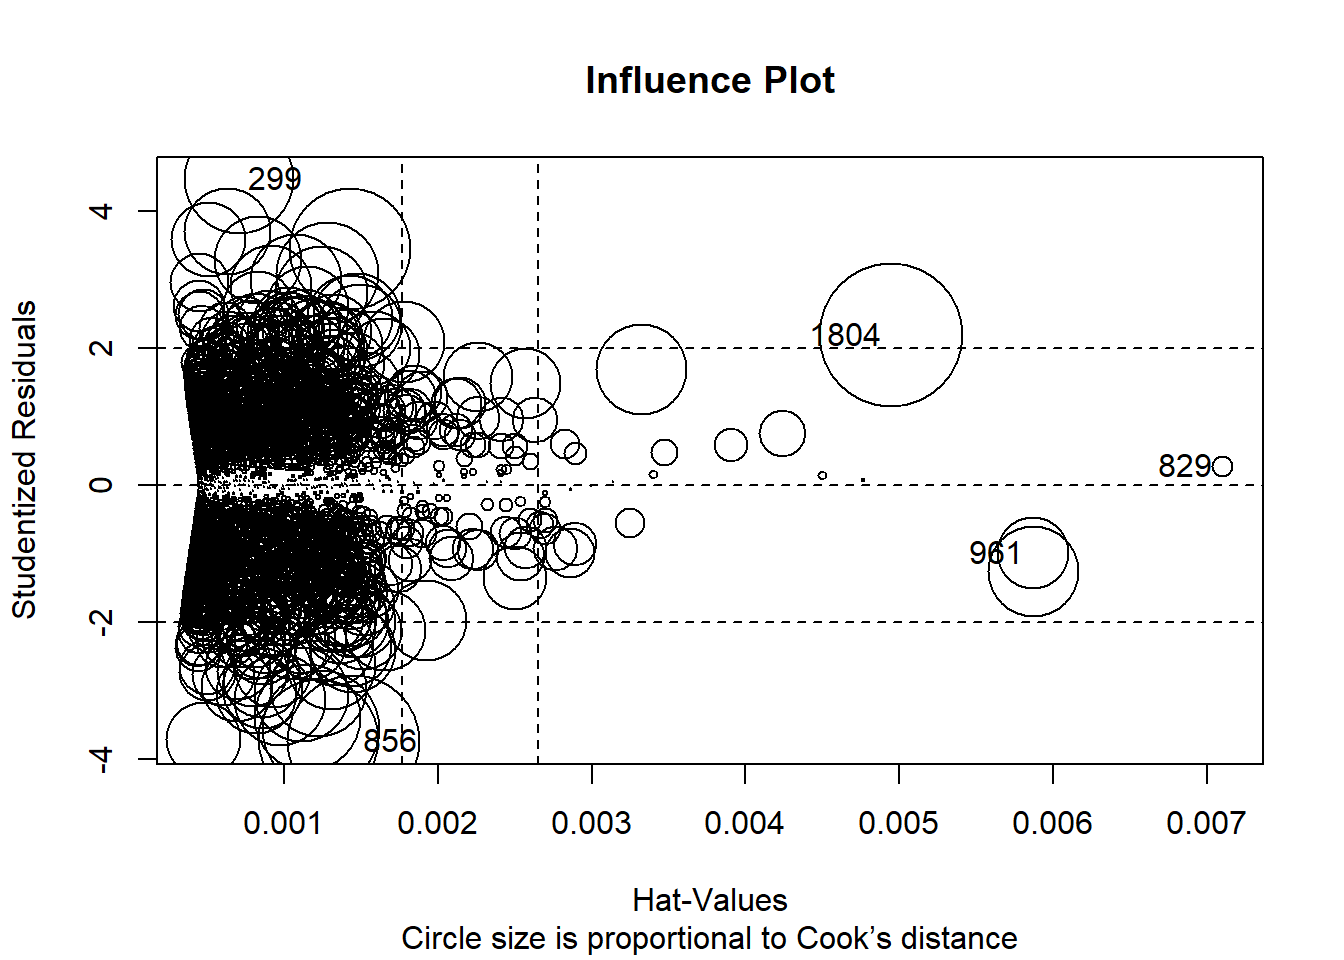 Influence Plot
Studentized Residuals
4
2
0
-2
-4
299
1804
829
961
856
0.001 0.002 0.003 0.004 0.005 0.006 0.007
Hat-Values
Circle size is proportional to Cook’s distance